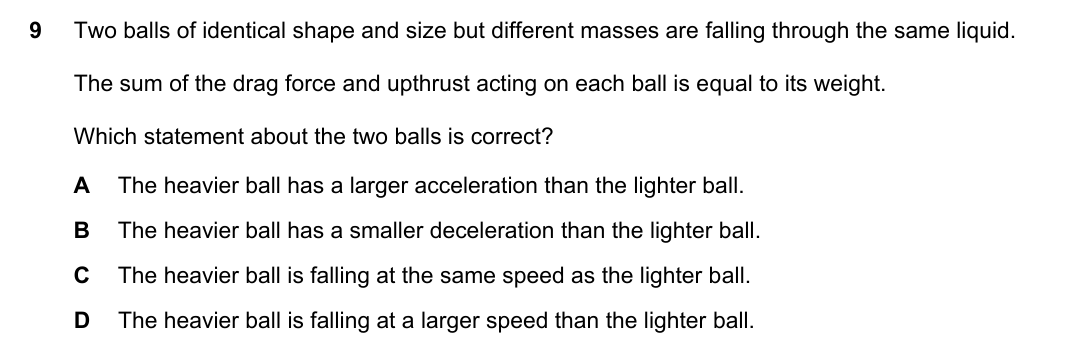 9 Two balls of identical shape and size but different masses are falling through the same liquid.
The sum of the drag force and upthrust acting on each ball is equal to its weight.
Which statement about the two balls is correct?
A The heavier ball has a larger acceleration than the lighter ball.
B The heavier ball has a smaller deceleration than the lighter ball.
C The heavier ball is falling at the same speed as the lighter ball.
D The heavier ball is falling at a larger speed than the lighter ball.